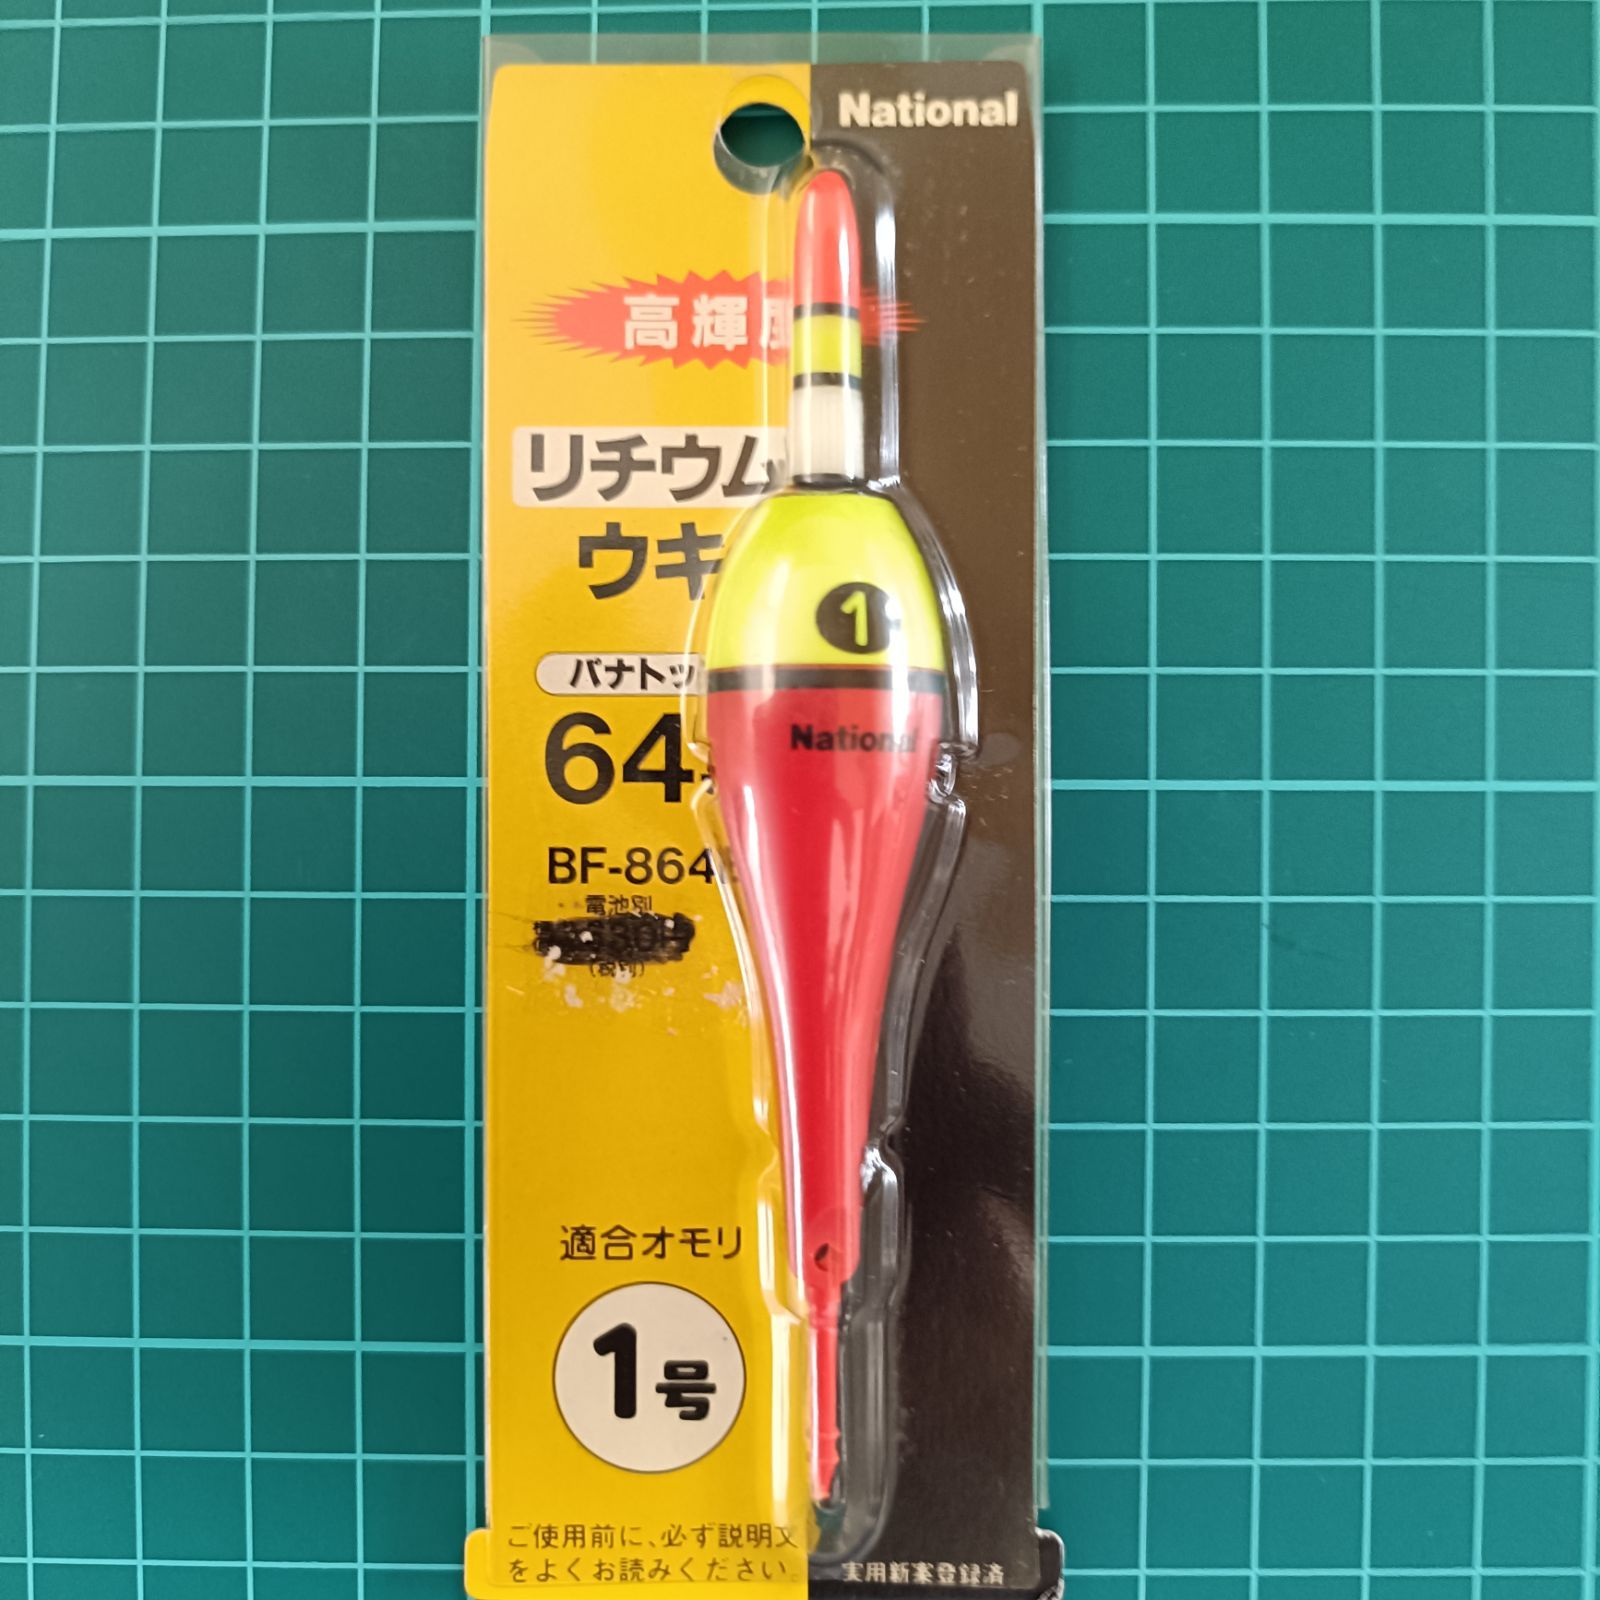 National
高輝度
リチウム
ウキ
1
パナトッ
National
64
BF-864
電池別
(税別)
適合オモリ
1号
ご使用前に、必ず説明文
をよくお読みください。
実用新案登録済